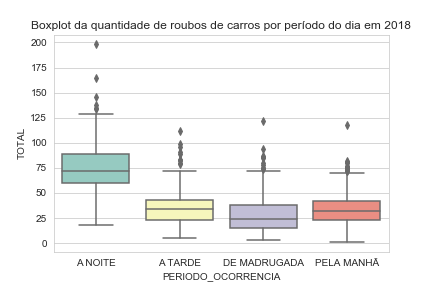 Boxplot da quantidade de roubos de carros por período do dia em 2018
200
175
150
125
100
75
50
25
0
TOTAL
A NOITE A TARDE DE MADRUGADA PELA MANHÃ
PERIODO_OCORRENCIA